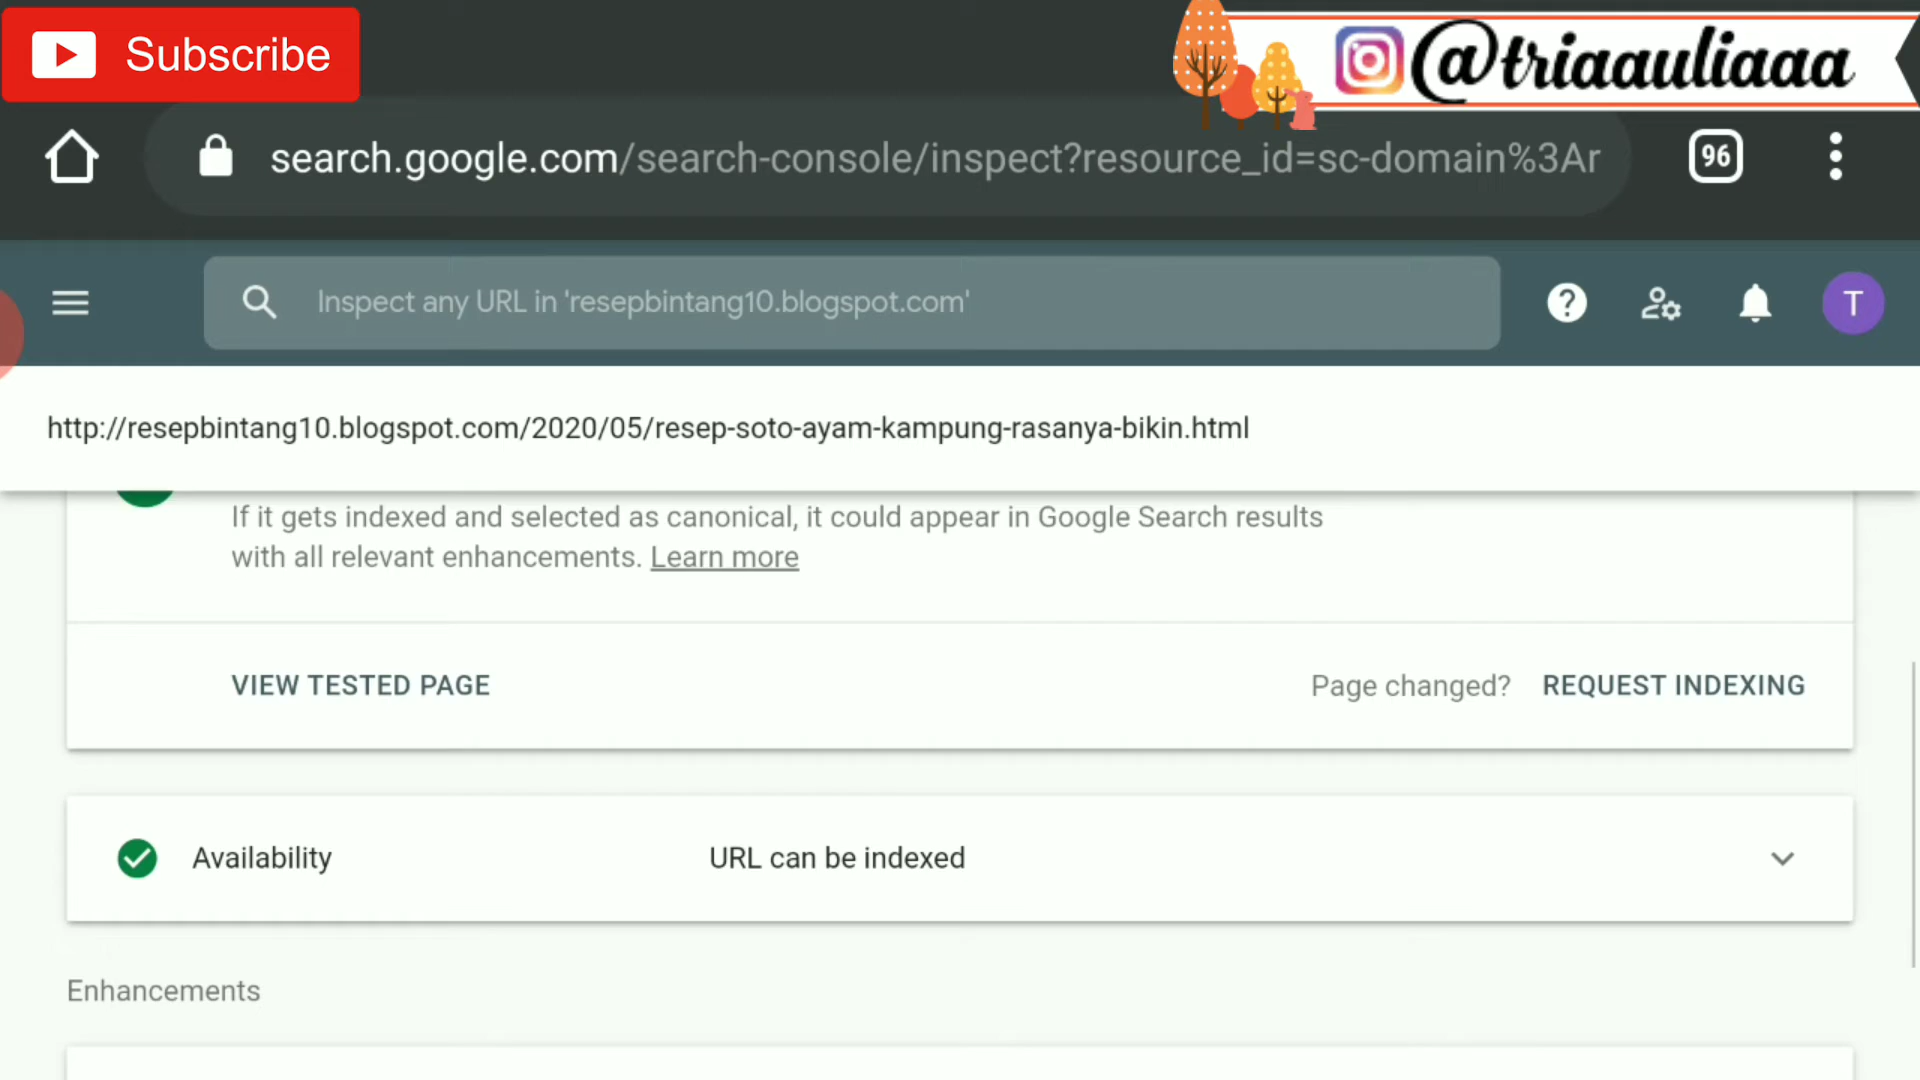 Subscribe
@triaauliaaa
search.google.com/search-console/inspect?resource_id=sc-domain%3Ar
96
Inspect any URL in 'resepbintang10.blogspot.com'
?
T
http://resepbintang10.blogspot.com/2020/05/resep-soto-ayam-kampung-rasanya-bikin.html
If it gets indexed and selected as canonical, it could appear in Google Search results
with all relevant enhancements. Learn more
VIEW TESTED PAGE
Page changed? REQUEST INDEXING
Availability
URL can be indexed
Enhancements